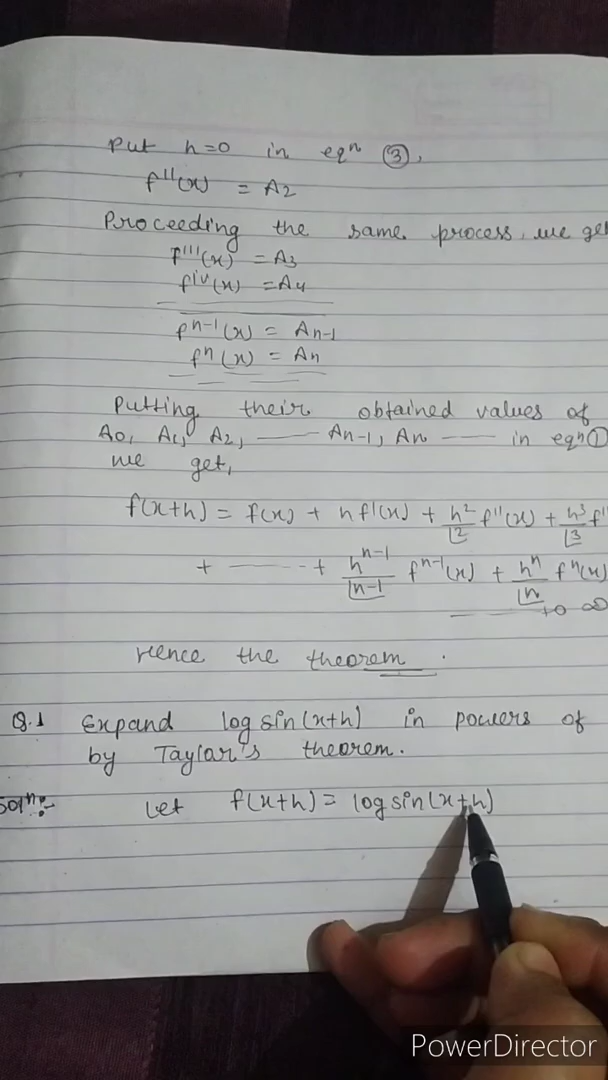 Put h=0 in eqⁿ ③,
f''(x) = A₂
Proceeding the same process, we get
f'''(x) = A₃
fⁱᵛ(x) = A₄
fⁿ⁻¹(x) = Aₙ₋₁
fⁿ(x) = Aₙ
Putting their obtained values of
A₀, A₁, A₂, —— Aₙ₋₁, Aₙ —— in eqⁿ ①
we get,
f(x+h) = f(x) + hf'(x) + h²/|2 f''(x) + h³/|3 f''
+ ------- + hⁿ⁻¹/|n-1 fⁿ⁻¹(x) + hⁿ/|n fⁿ(x)
——— to ∞
Hence the theorem.
Q.1 Expand log sin(x+h) in powers of
by Taylar's theorem.
Solⁿ:- Let f(x+h) = log sin(x+h)
PowerDirector